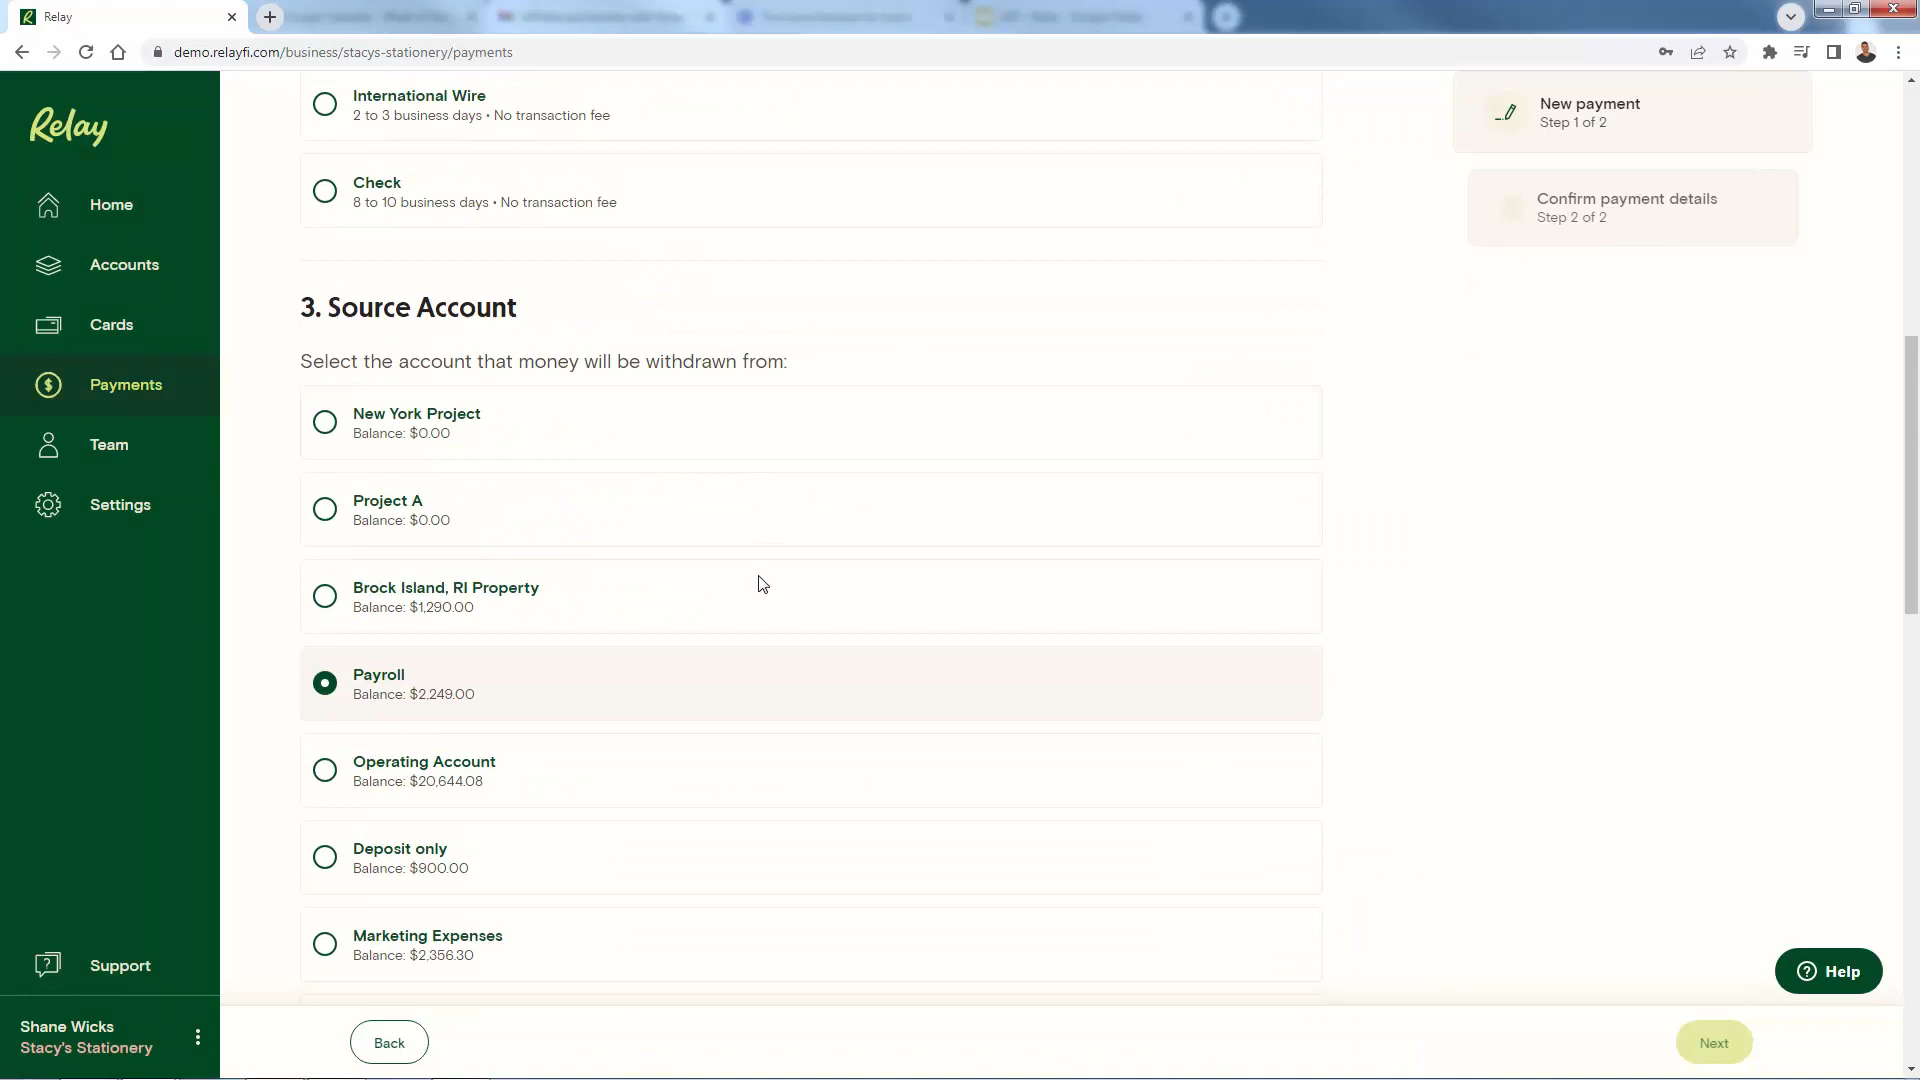 Relay
demo.relayfi.com/business/stacys-stationery/payments
Relay
Home
Accounts
Cards
Payments
Team
Settings
Support
Shane Wicks
Stacy's Stationery
International Wire
2 to 3 business days • No transaction fee
Check
8 to 10 business days • No transaction fee
3. Source Account
Select the account that money will be withdrawn from:
New York Project
Balance: $0.00
Project A
Balance: $0.00
Brock Island, RI Property
Balance: $1,290.00
Payroll
Balance: $2,249.00
Operating Account
Balance: $20,644.08
Deposit only
Balance: $900.00
Marketing Expenses
Balance: $2,356.30
New payment
Step 1 of 2
Confirm payment details
Step 2 of 2
Help
Back
Next